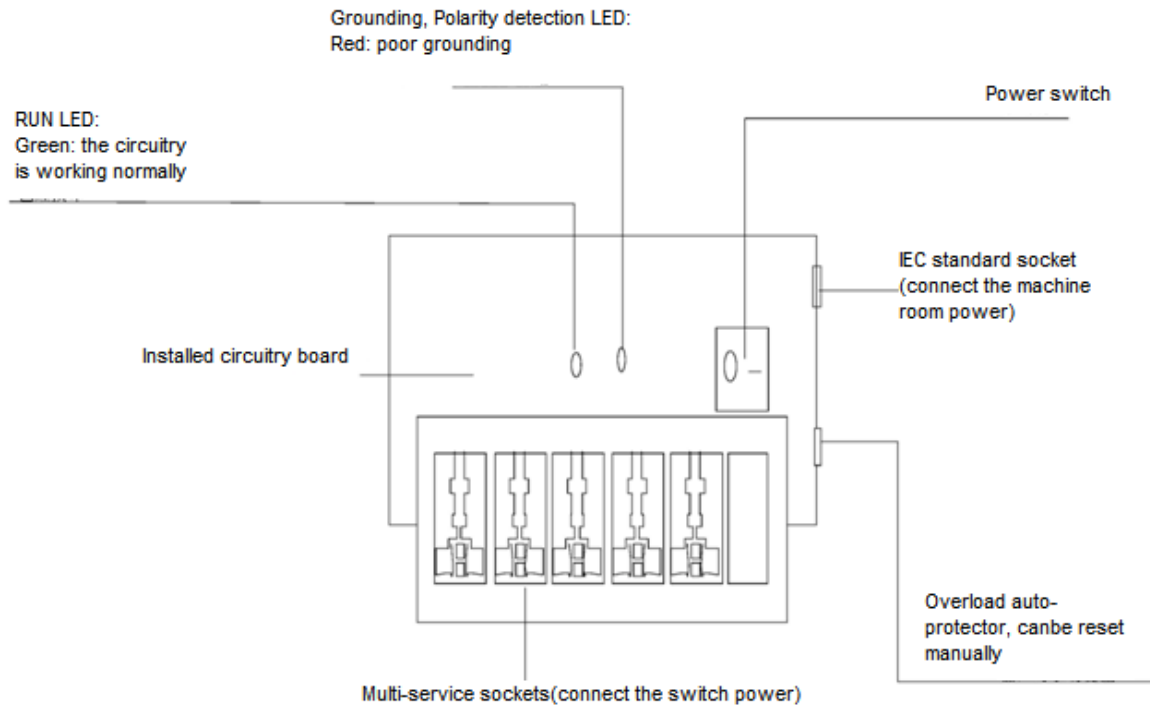 Grounding, Polarity detection LED:
Red: poor grounding
Power switch
RUN LED:
Green: the circuitry
is working normally
IEC standard socket
(connect the machine
room power)
Installed circuitry board
Overload auto-
protector, canbe reset
manually
Multi-service sockets(connect the switch power)